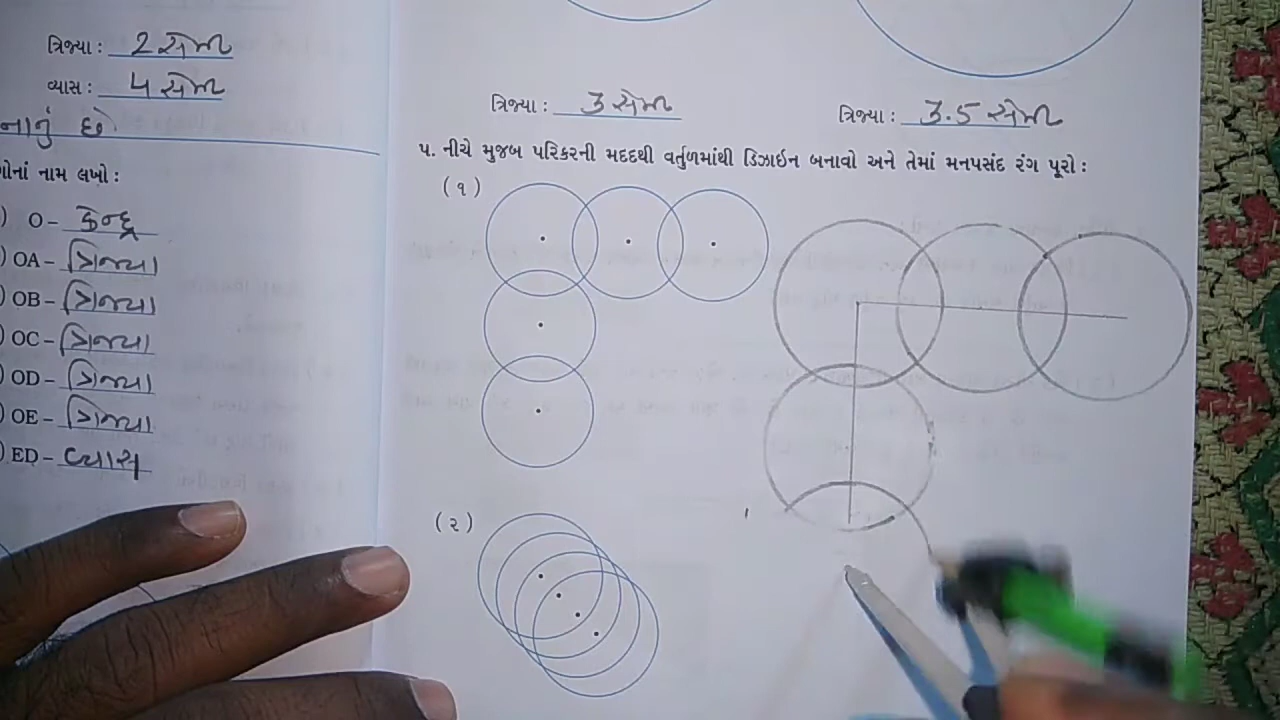 ત્રિજ્યા : 2 સેમી
વ્યાસ : 4 સેમી
નાનું છે
ગોનાં નામ લખો :
) O– કેન્દ્ર
) OA– ત્રિજ્યા
) OB– ત્રિજ્યા
) OC– ત્રિજ્યા
) OD– ત્રિજ્યા
) OE– ત્રિજ્યા
) ED– વ્યાસ
ત્રિજ્યા : 3 સેમી
ત્રિજ્યા : 3.5 સેમી
૫. નીચે મુજબ પરિકરની મદદથી વર્તુળમાંથી ડિઝાઇન બનાવો અને તેમાં મનપસંદ રંગ પૂરો :
(૧)
(૨)